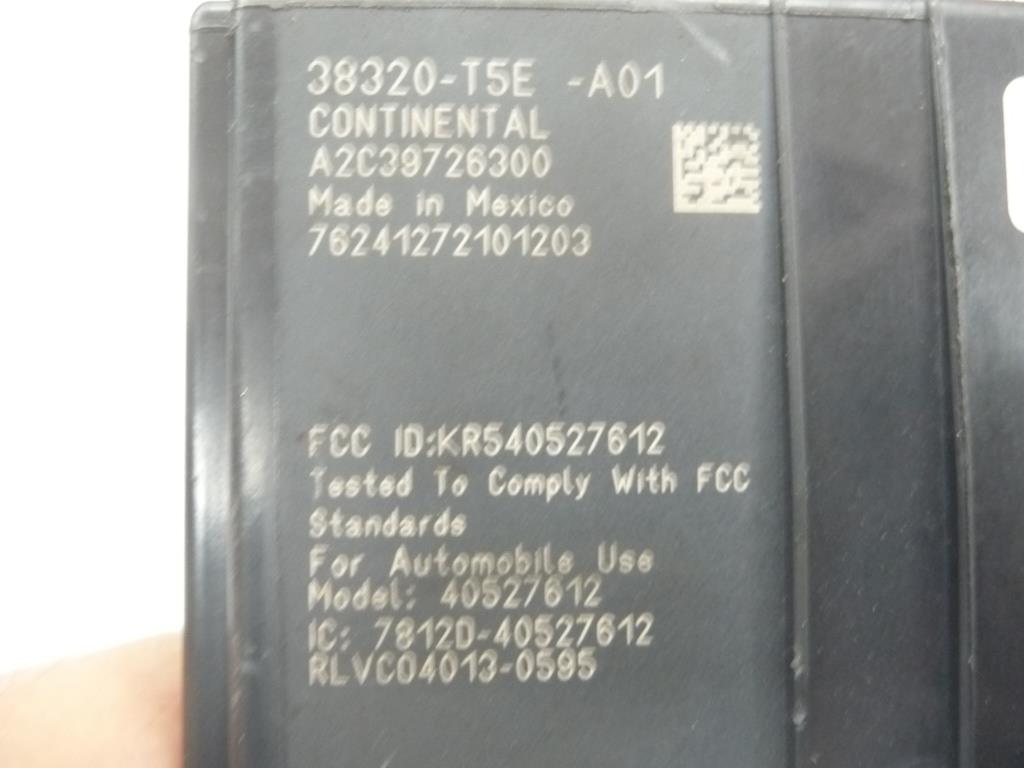 38320-T5E -A01
CONTINENTAL
A2C39726300
Made in Mexico
76241272101203
FCC ID:KR540527612
Tested To Comply With FCC
Standards
For Automobile Use
Model: 40527612
IC: 7812D-40527612
RLVCO4013-0595